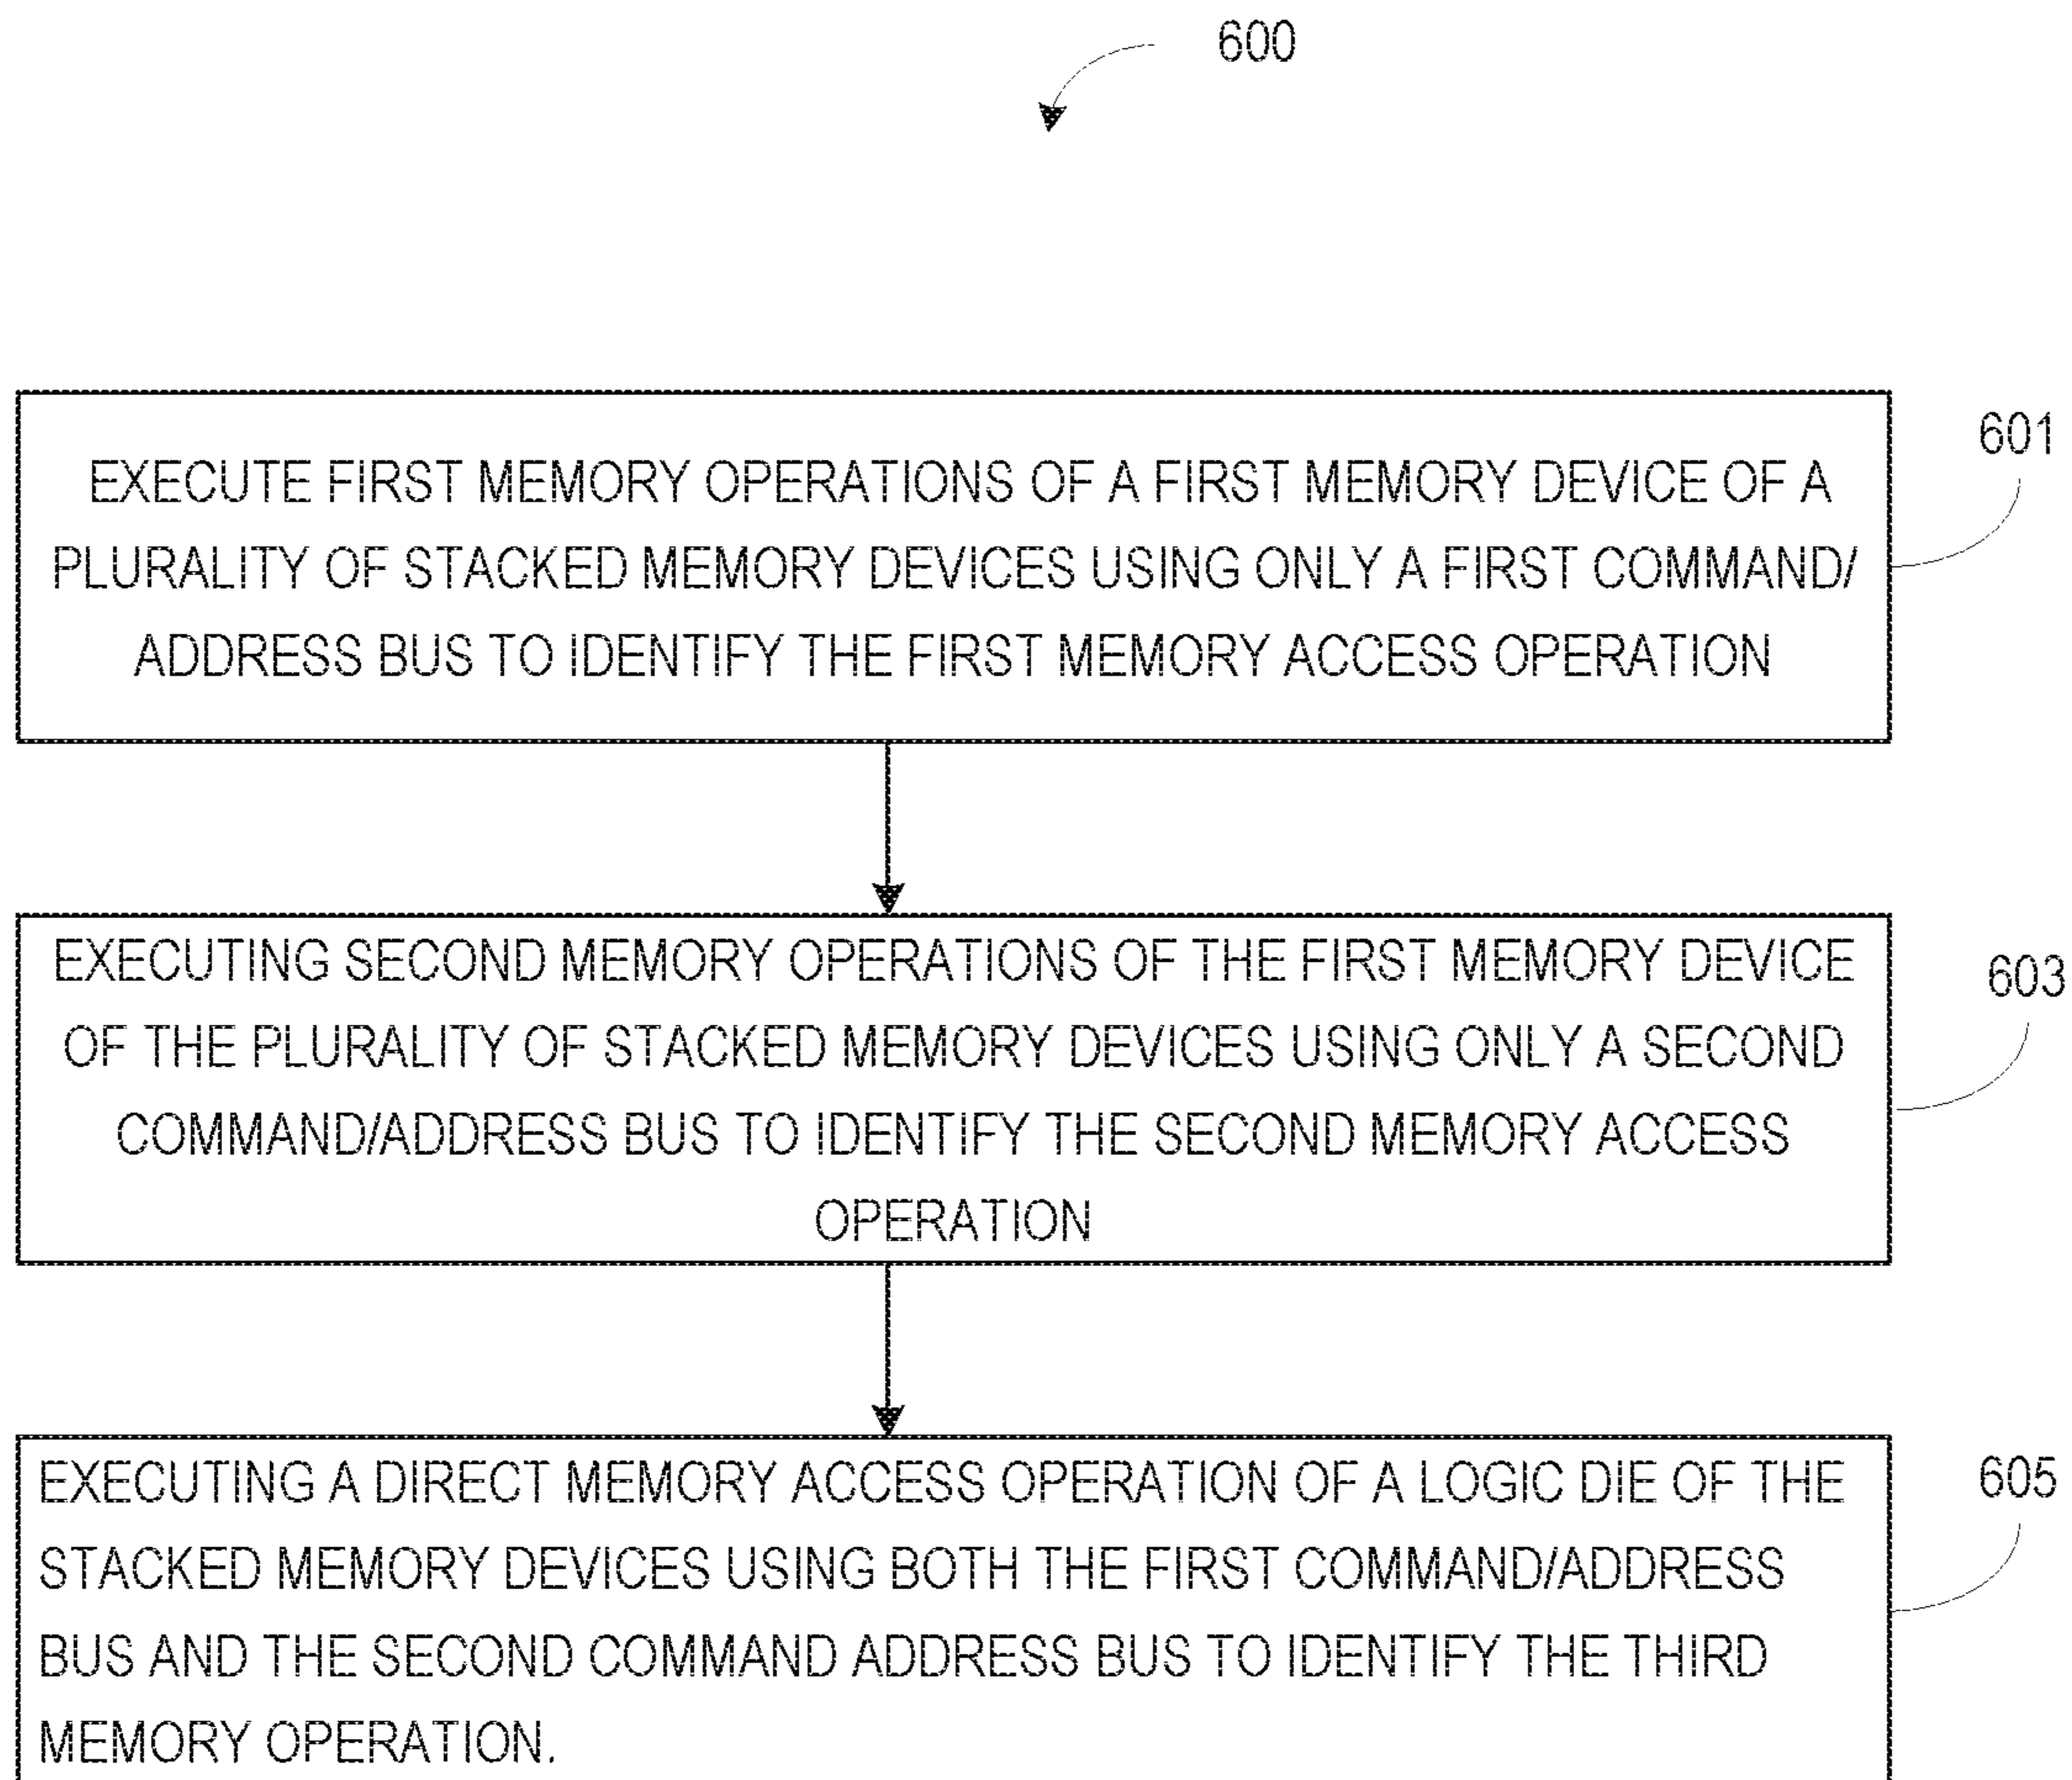 600
601
EXECUTE FIRST MEMORY OPERATIONS OF A FIRST MEMORY DEVICE OF A
PLURALITY OF STACKED MEMORY DEVICES USING ONLY A FIRST COMMAND/
ADDRESS BUS TO IDENTIFY THE FIRST MEMORY ACCESS OPERATION
603
EXECUTING SECOND MEMORY OPERATIONS OF THE FIRST MEMORY DEVICE
OF THE PLURALITY OF STACKED MEMORY DEVICES USING ONLY A SECOND
COMMAND/ADDRESS BUS TO IDENTIFY THE SECOND MEMORY ACCESS
OPERATION
605
EXECUTING A DIRECT MEMORY ACCESS OPERATION OF A LOGIC DIE OF THE
STACKED MEMORY DEVICES USING BOTH THE FIRST COMMAND/ADDRESS
BUS AND THE SECOND COMMAND ADDRESS BUS TO IDENTIFY THE THIRD
MEMORY OPERATION.